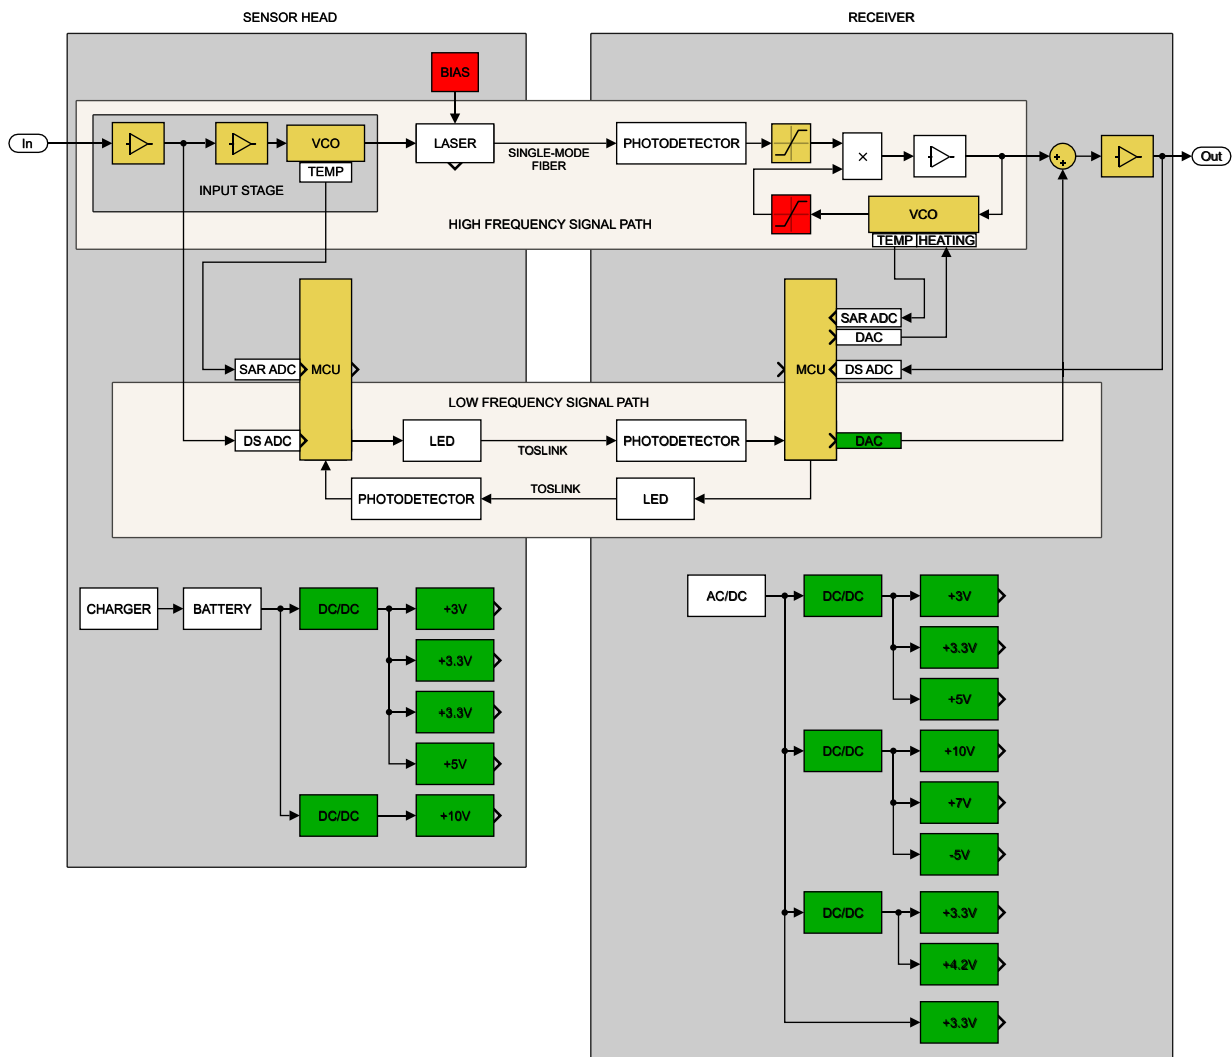 SENSOR HEAD
RECEIVER
BIAS
In
VCO
TEMP
INPUT STAGE
LASER
SINGLE-MODE
FIBER
PHOTODETECTOR
×
++
Out
VCO
TEMP HEATING
HIGH FREQUENCY SIGNAL PATH
SAR ADC
MCU
DS ADC
MCU
SAR ADC
DAC
DS ADC
DAC
LOW FREQUENCY SIGNAL PATH
LED
TOSLINK
PHOTODETECTOR
PHOTODETECTOR
TOSLINK
LED
CHARGER
BATTERY
DC/DC
+3V
+3.3V
+3.3V
+5V
DC/DC
+10V
AC/DC
DC/DC
+3V
+3.3V
+5V
DC/DC
+10V
+7V
-5V
DC/DC
+3.3V
+4.2V
+3.3V